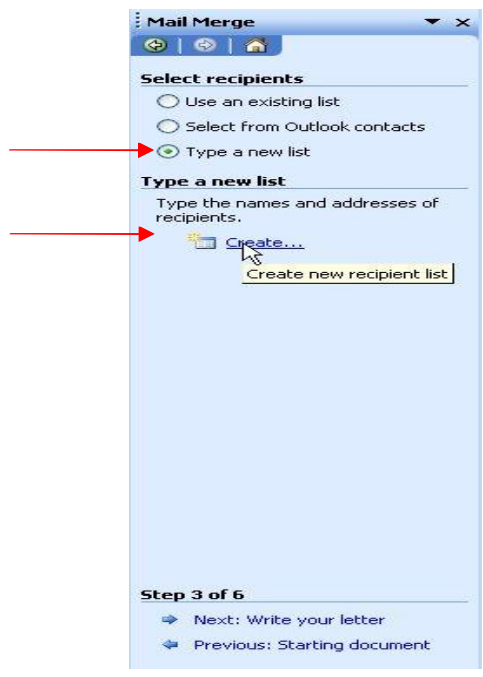 Mail Merge
Select recipients
Use an existing list
Select from Outlook contacts
Type a new list
Type a new list
Type the names and addresses of
recipients.
Create...
Create new recipient list
Step 3 of 6
Next: Write your letter
Previous: Starting document